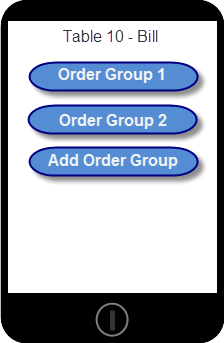 Table 10 - Bill
Order Group 1
Order Group 2
Add Order Group